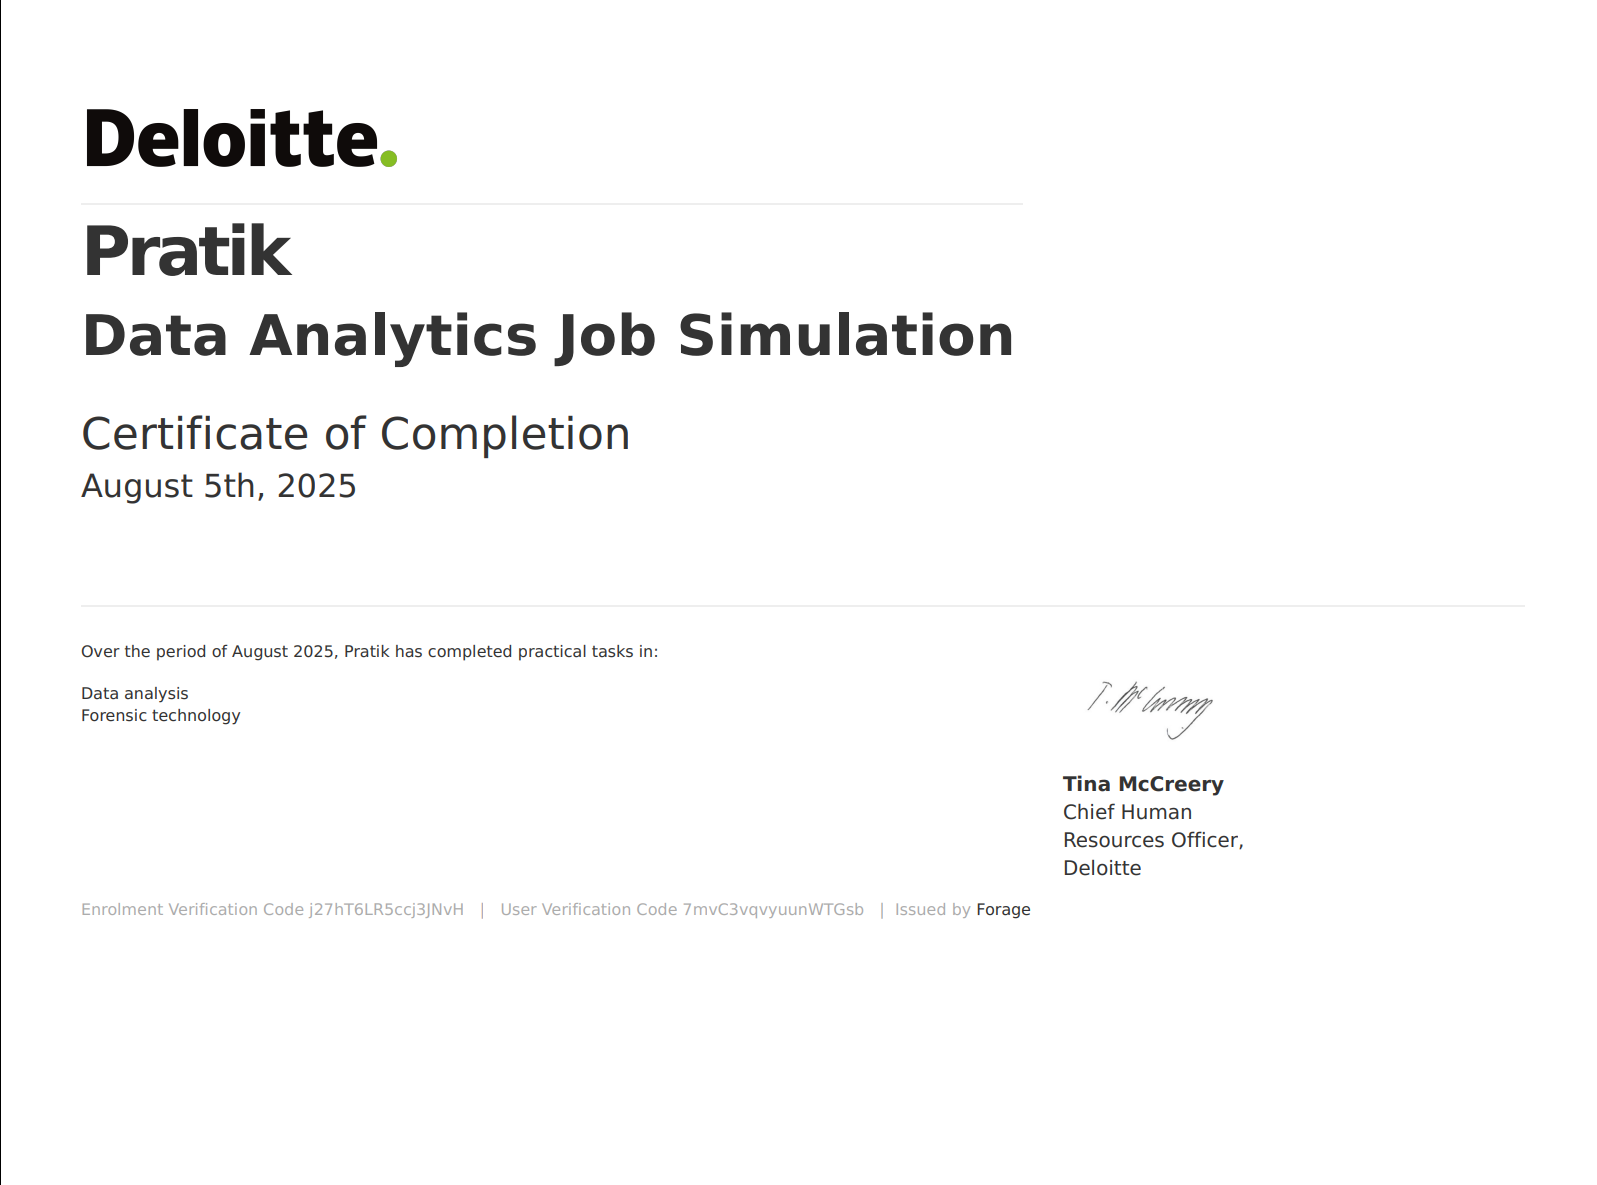 Deloitte.
Pratik
Data Analytics Job Simulation
Certificate of Completion
August 5th, 2025
Over the period of August 2025, Pratik has completed practical tasks in:
Data analysis
Forensic technology
T. McCreery
Tina McCreery
Chief Human
Resources Officer,
Deloitte
Enrolment Verification Code j27hT6LR5ccj3JNvH | User Verification Code 7mvC3vqvyuunWTGsb | Issued by Forage